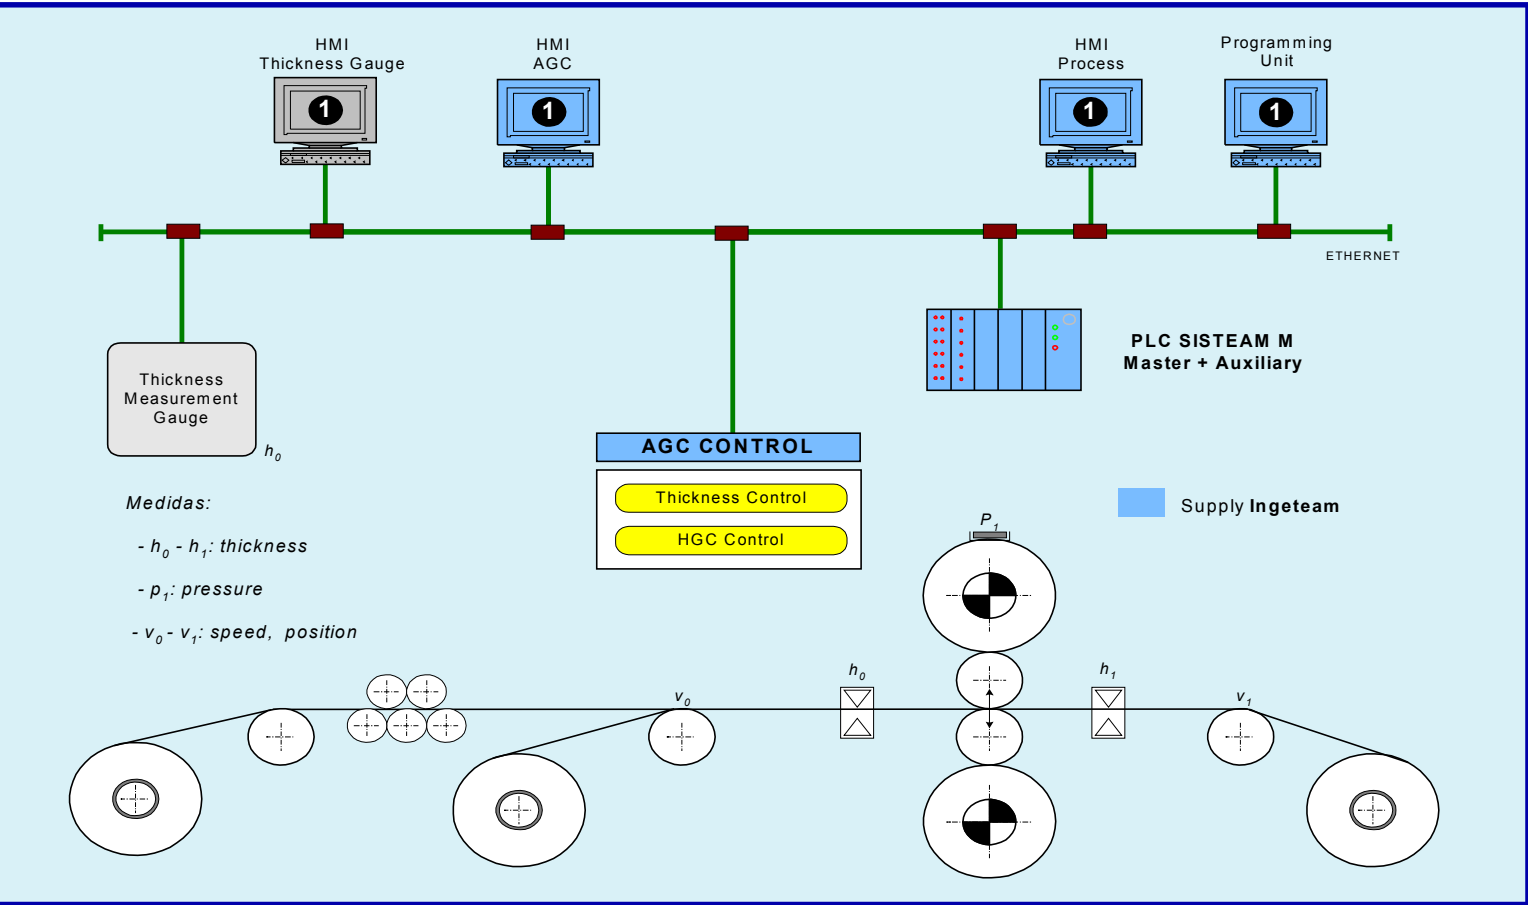 HMI
Thickness Gauge
HMI
AGC
HMI
Process
Programming
Unit
1
1
1
1
ETHERNET
Thickness
Measurement
Gauge
h0
PLC SISTEAM M
Master + Auxiliary
AGC CONTROL
Thickness Control
HGC Control
Medidas:
- h0 - h1: thickness
- p1: pressure
- v0 - v1: speed, position
Supply Ingeteam
P1
v0
h0
h1
v1